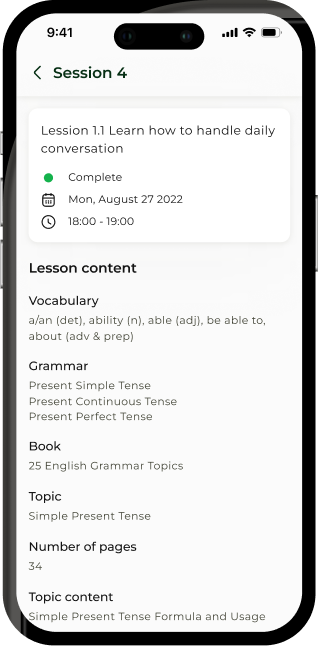 9:41
Session 4
Lession 1.1 Learn how to handle daily
conversation
Complete
Mon, August 27 2022
18:00 - 19:00
Lesson content
Vocabulary
a/an (det), ability (n), able (adj), be able to,
about (adv & prep)
Grammar
Present Simple Tense
Present Continuous Tense
Present Perfect Tense
Book
25 English Grammar Topics
Topic
Simple Present Tense
Number of pages
34
Topic content
Simple Present Tense Formula and Usage